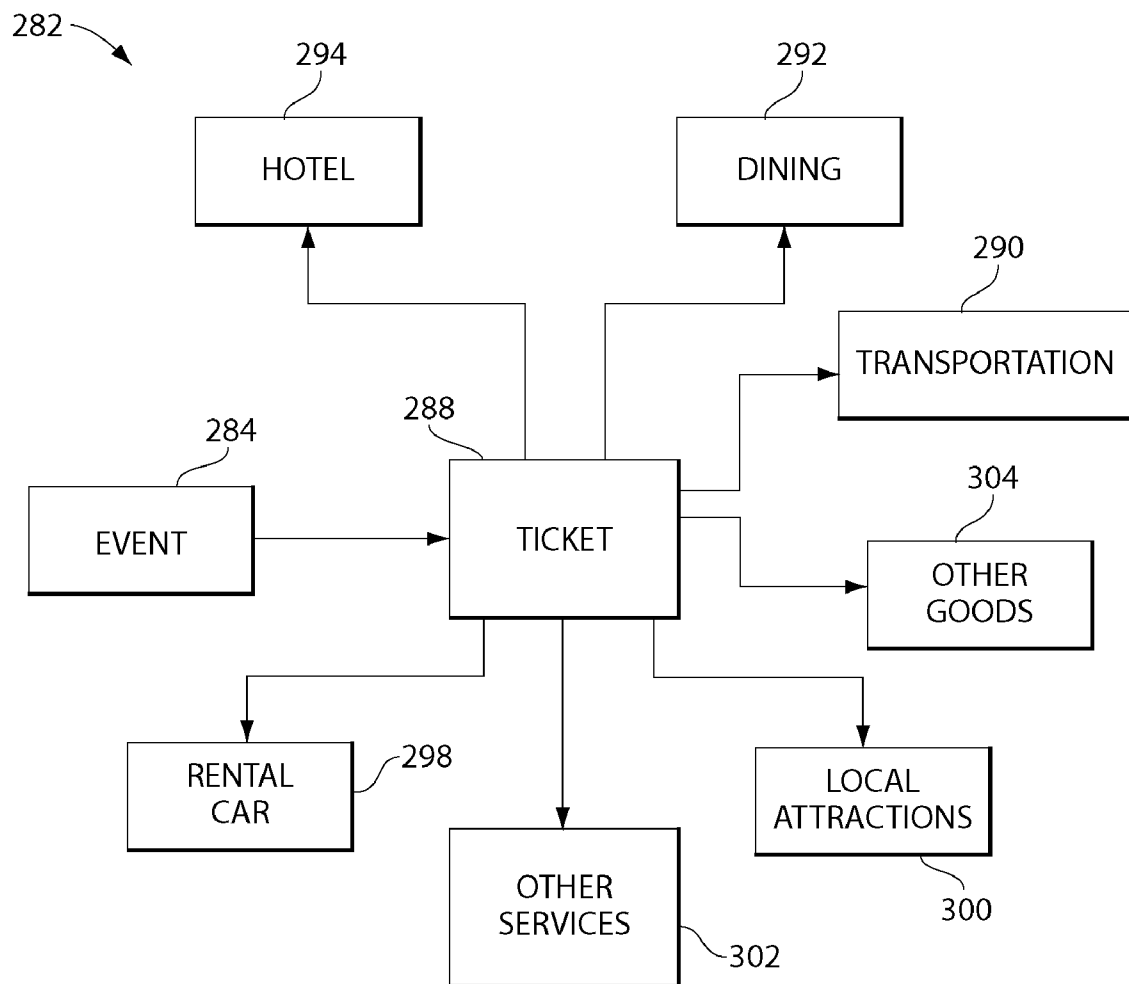 282
294
292
HOTEL
DINING
290
TRANSPORTATION
288
284
304
EVENT
TICKET
OTHER
GOODS
RENTAL
CAR
298
LOCAL
ATTRACTIONS
OTHER
SERVICES
300
302